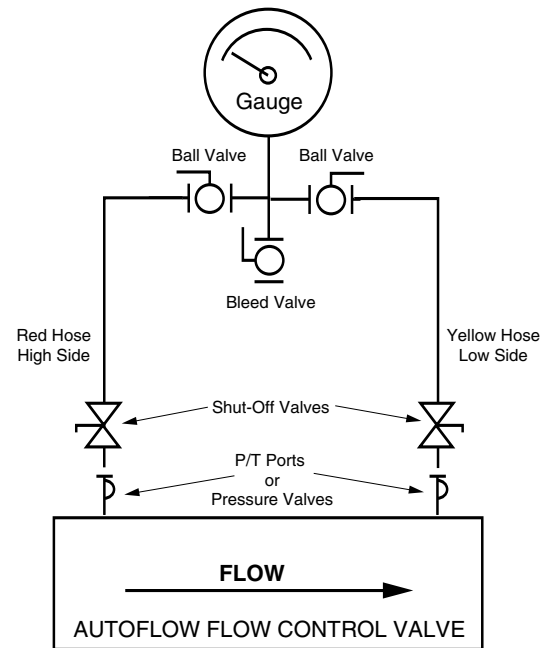 Gauge
Ball Valve
Ball Valve
Bleed Valve
Red Hose
High Side
Yellow Hose
Low Side
Shut-Off Valves
P/T Ports
or
Pressure Valves
FLOW
AUTOFLOW FLOW CONTROL VALVE